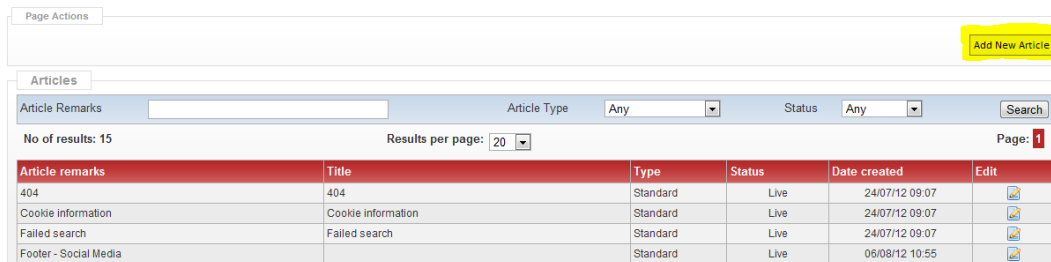 Page Actions
Add New Article
Articles
Article Remarks Article Type Any Status Any Search
No of results: 15 Results per page: 20 Page: 1
Article remarks Title Type Status Date created Edit
404 404 Standard Live 24/07/12 09:07
Cookie information Cookie information Standard Live 24/07/12 09:07
Failed search Failed search Standard Live 24/07/12 09:07
Footer - Social Media Standard Live 06/08/12 10:55